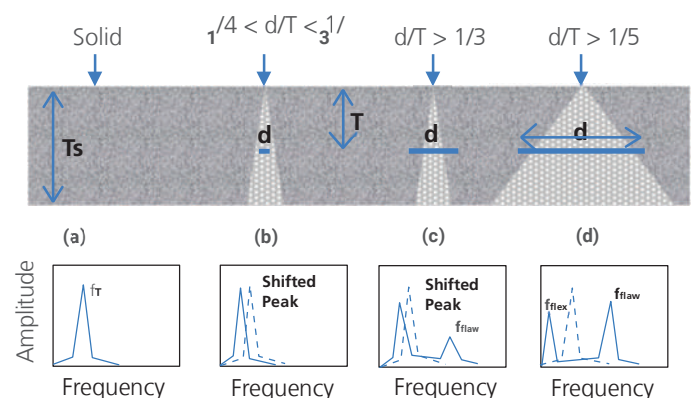 Solid
1/4 < d/T < 3 1/
d/T > 1/3
d/T > 1/5
Ts
d
T
d
d
(a)
(b)
(c)
(d)
Amplitude
fT
Shifted
Peak
Shifted
Peak
fflaw
fflex
fflaw
Frequency
Frequency
Frequency
Frequency